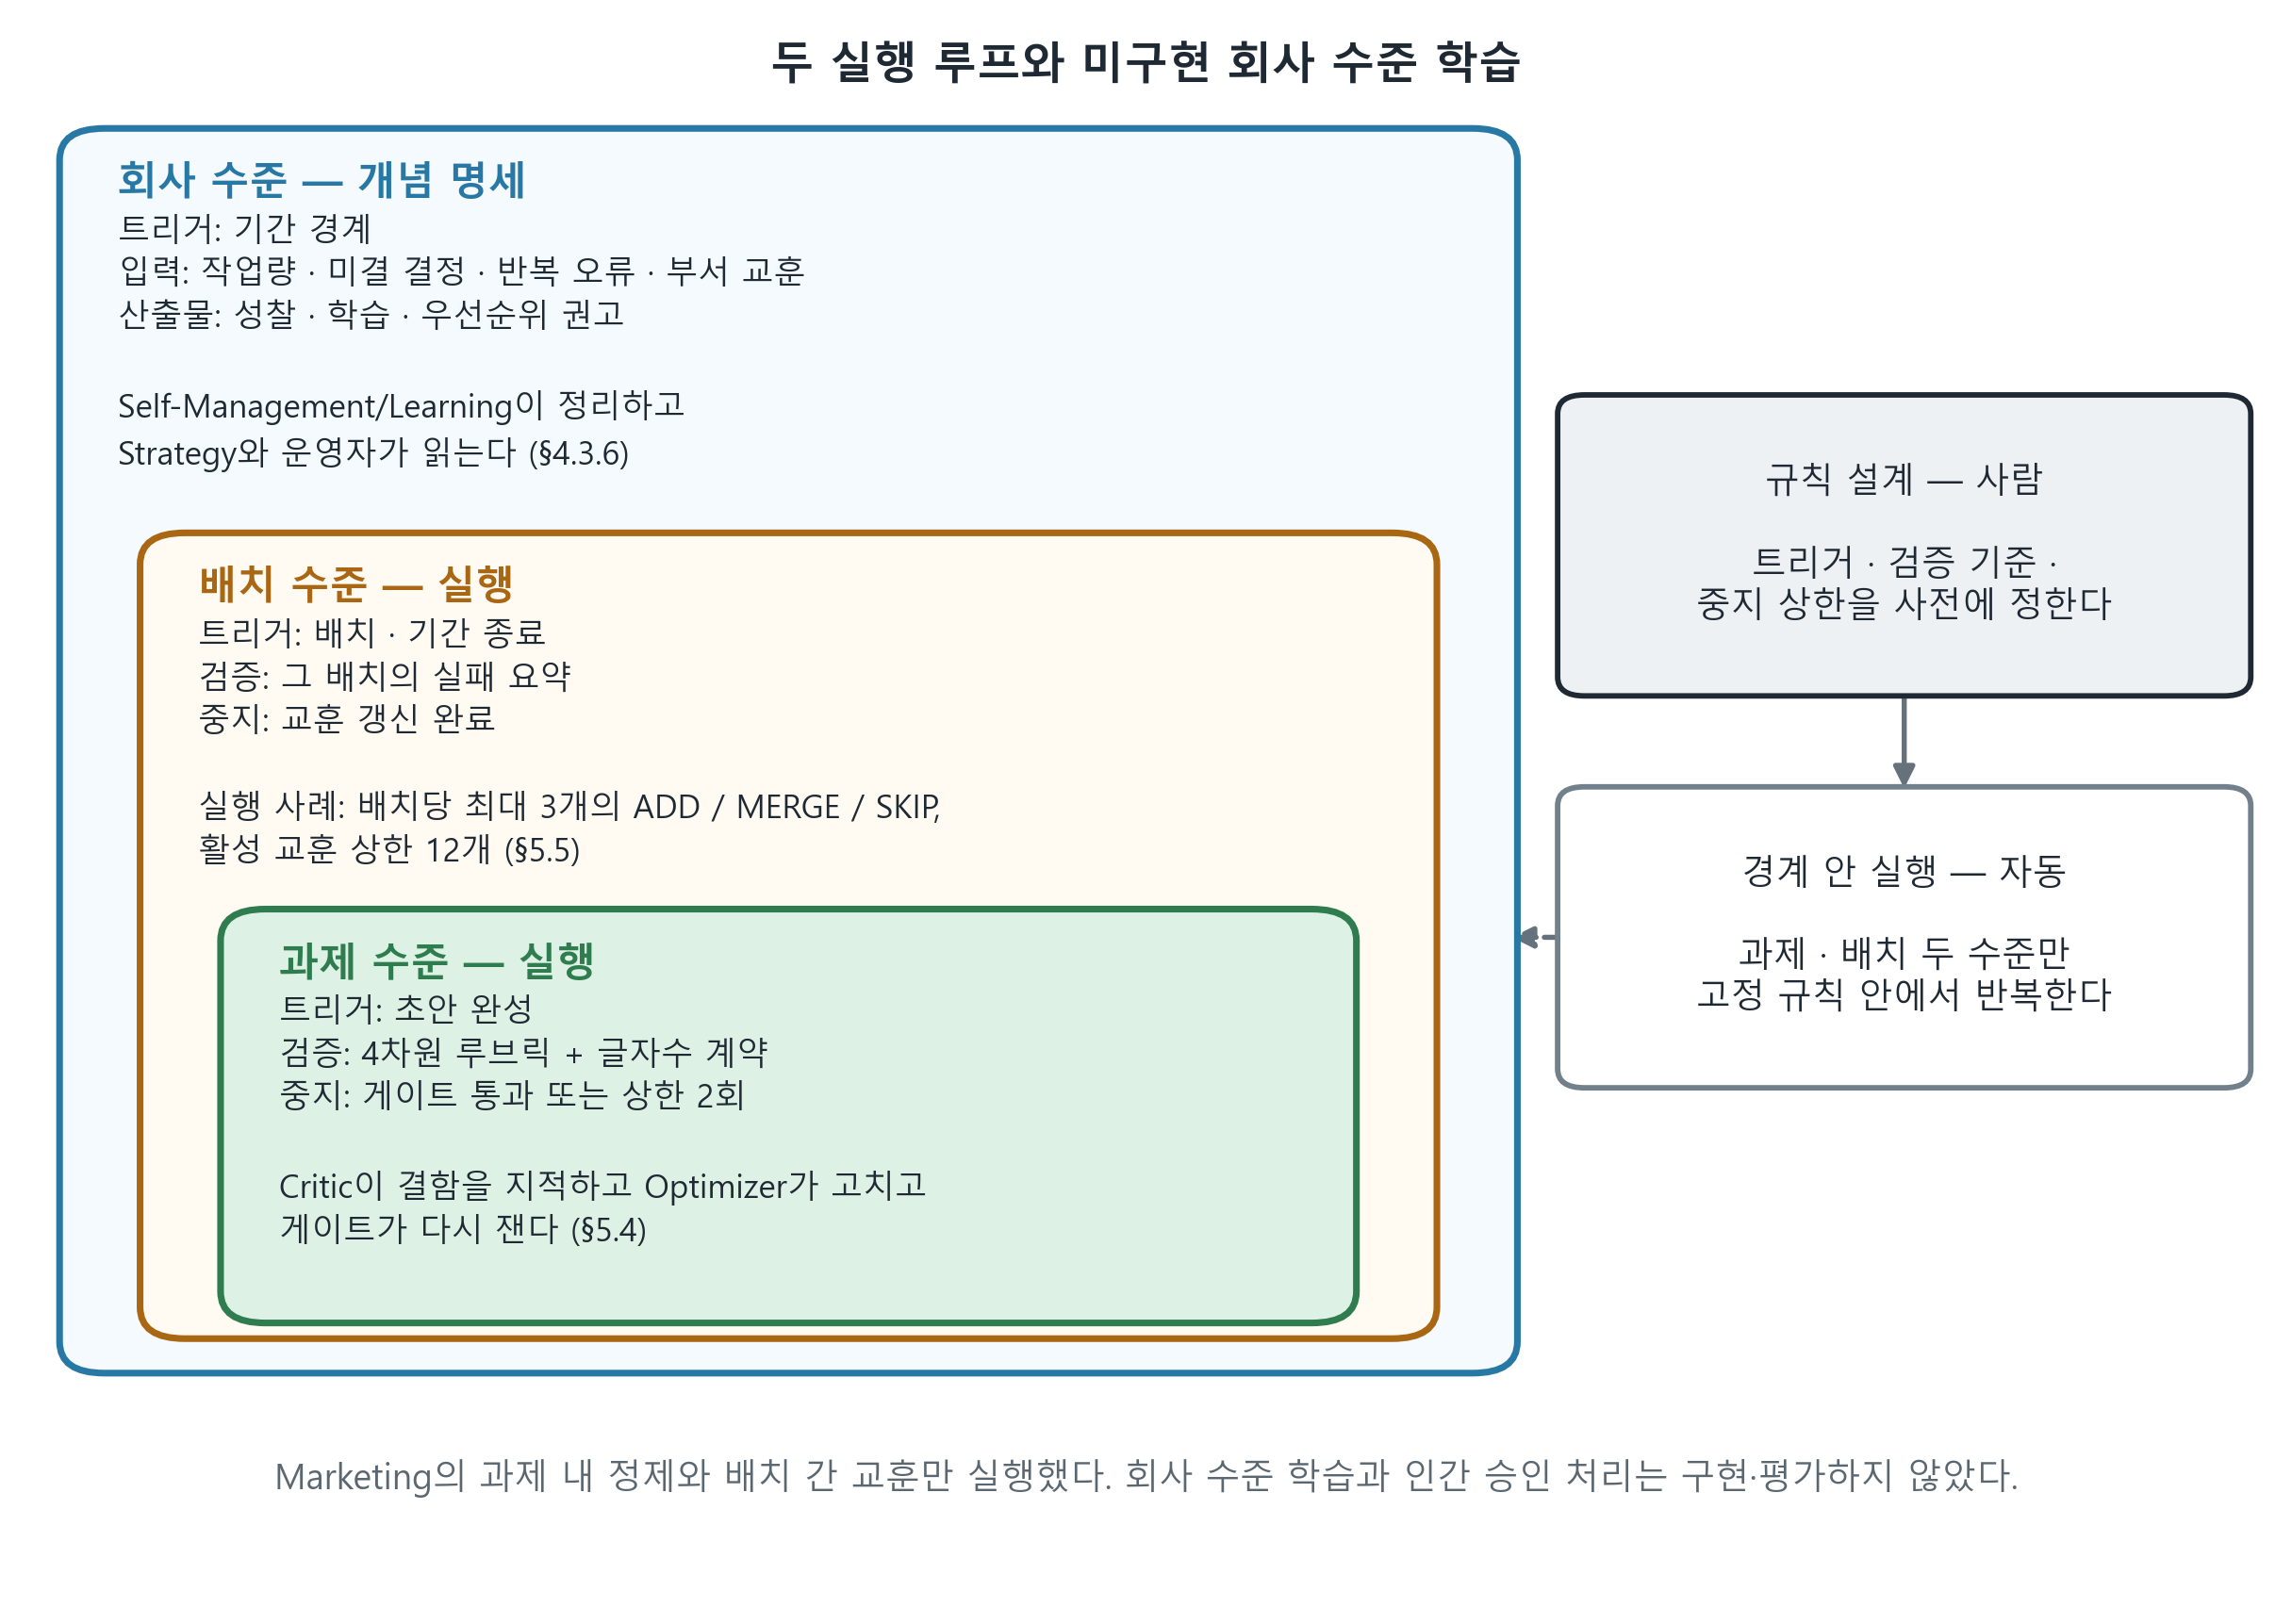 두 실행 루프와 미구현 회사 수준 학습
회사 수준 — 개념 명세
트리거: 기간 경계
입력: 작업량 · 미결 결정 · 반복 오류 · 부서 교훈
산출물: 성찰 · 학습 · 우선순위 권고
Self-Management/Learning이 정리하고
Strategy와 운영자가 읽는다 (§4.3.6)
배치 수준 — 실행
트리거: 배치 · 기간 종료
검증: 그 배치의 실패 요약
중지: 교훈 갱신 완료
실행 사례: 배치당 최대 3개의 ADD / MERGE / SKIP,
활성 교훈 상한 12개 (§5.5)
과제 수준 — 실행
트리거: 초안 완성
검증: 4차원 루브릭 + 글자수 계약
중지: 게이트 통과 또는 상한 2회
Critic이 결함을 지적하고 Optimizer가 고치고
게이트가 다시 잰다 (§5.4)
규칙 설계 — 사람
트리거 · 검증 기준 ·
중지 상한을 사전에 정한다
경계 안 실행 — 자동
과제 · 배치 두 수준만
고정 규칙 안에서 반복한다
Marketing의 과제 내 정제와 배치 간 교훈만 실행했다. 회사 수준 학습과 인간 승인 처리는 구현·평가하지 않았다.